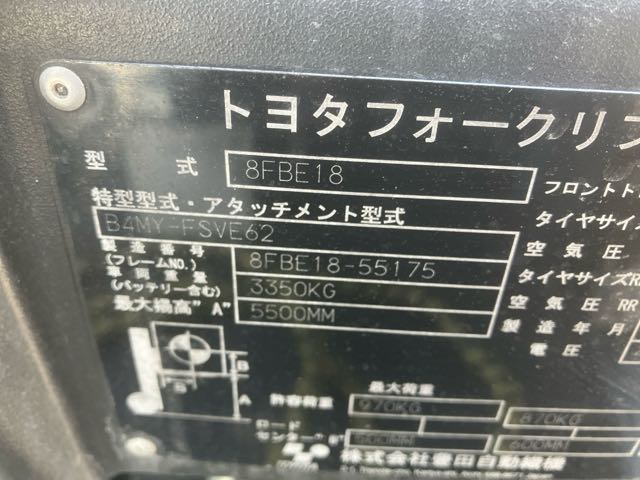 トヨタフォークリフ
型 式 8FBE18 フロント
特型型式・アタッチメント型式 タイヤサイズ
B4MY-FSVE62 空気圧
製造番号
(フレームNO.) 8FBE18-55175 タイヤサイズR
車両重量
(バッテリー含む) 3350KG 空気圧 RR
最大揚高"A" 5500MM 製造年月
電圧
B
S
A
最大荷重
許容荷重 970KG 870KG
ロード
センター"B" 500MM 600MM
株式会社豊田自動織機